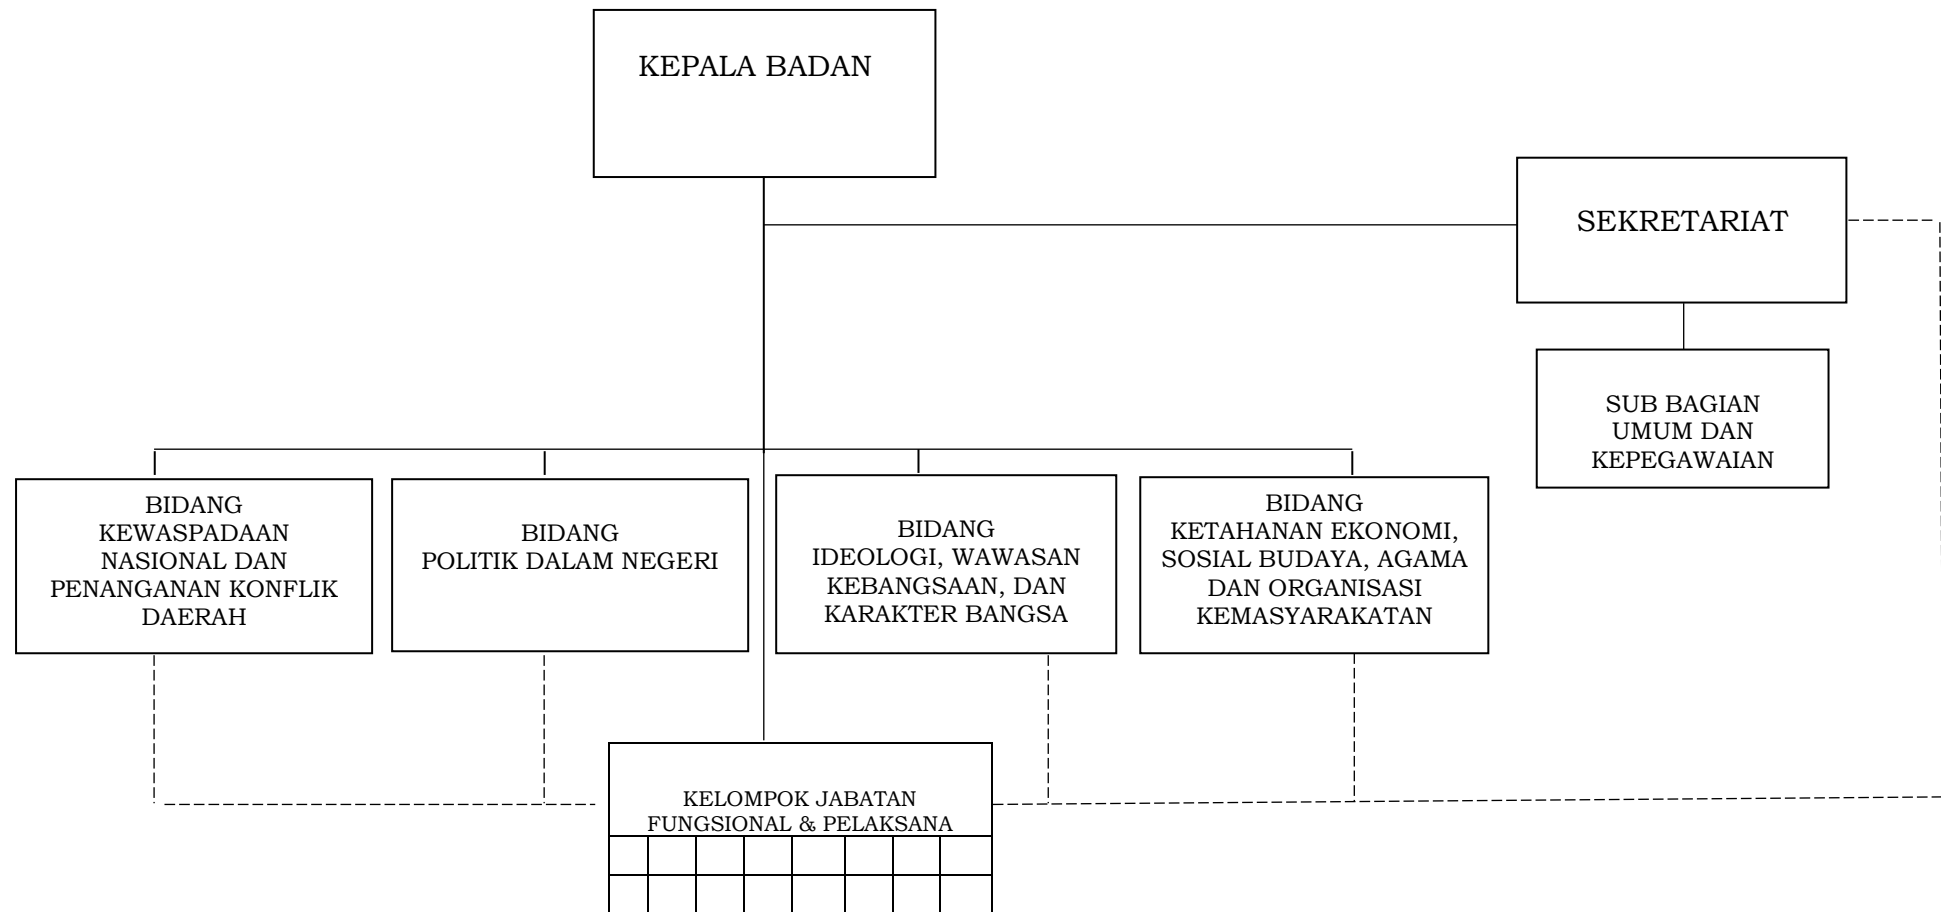 KEPALA BADAN
SEKRETARIAT
SUB BAGIAN
UMUM DAN
KEPEGAWAIAN
BIDANG
KEWASPADAAN
NASIONAL DAN
PENANGANAN KONFLIK
DAERAH
BIDANG
POLITIK DALAM NEGERI
BIDANG
IDEOLOGI, WAWASAN
KEBANGSAAN, DAN
KARAKTER BANGSA
BIDANG
KETAHANAN EKONOMI,
SOSIAL BUDAYA, AGAMA
DAN ORGANISASI
KEMASYARAKATAN
KELOMPOK JABATAN
FUNGSIONAL & PELAKSANA